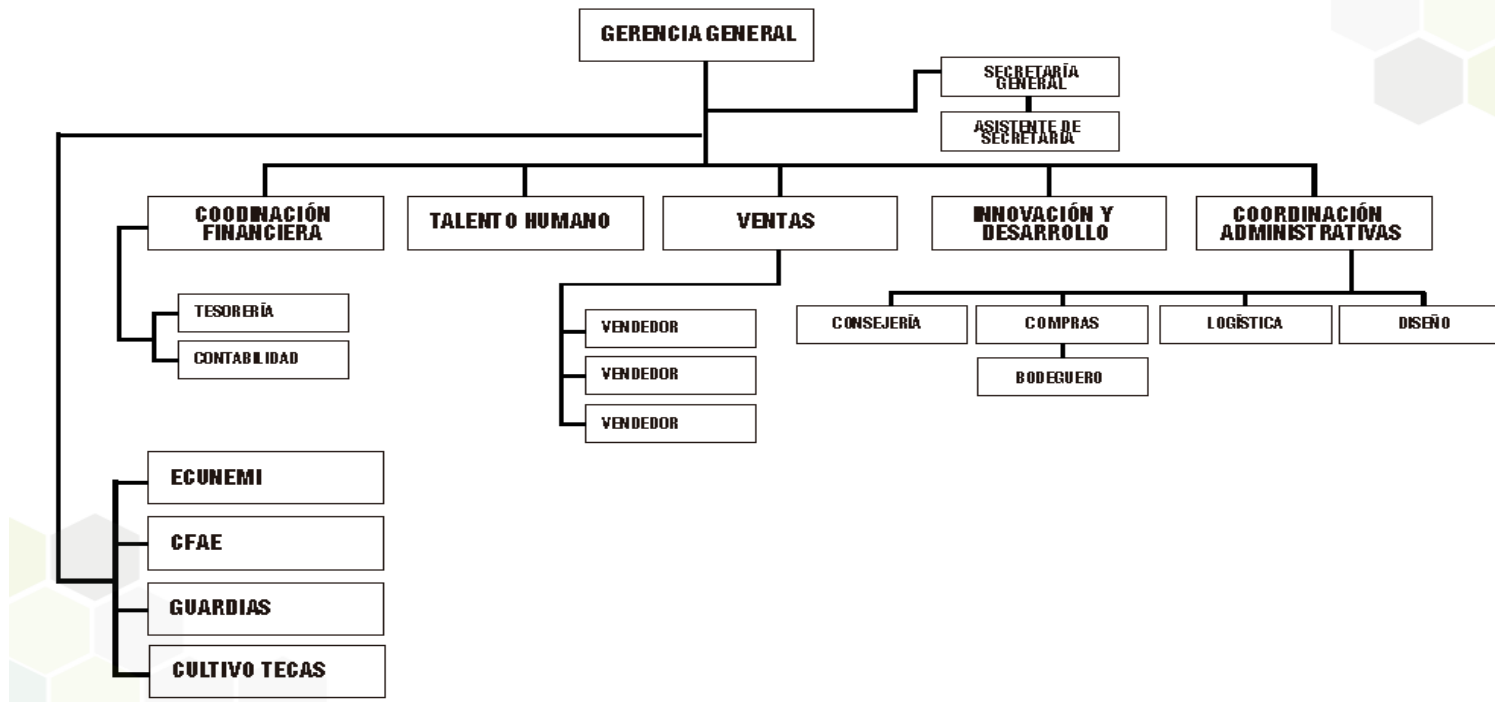 GERENCIA GENERAL
SECRETARÍA
GENERAL
ASISTENTE DE
SECRETARÍA
COODINACIÓN
FINANCIERA
TALENTO HUMANO
VENTAS
INNOVACIÓN Y
DESARROLLO
COORDINACIÓN
ADMINISTRATIVAS
TESORERÍA
CONTABILIDAD
VENDEDOR
VENDEDOR
VENDEDOR
CONSEJERÍA
COMPRAS
LOGÍSTICA
DISEÑO
BODEGUERO
ECUNEMI
CFAE
GUARDIAS
CULTIVO TECAS